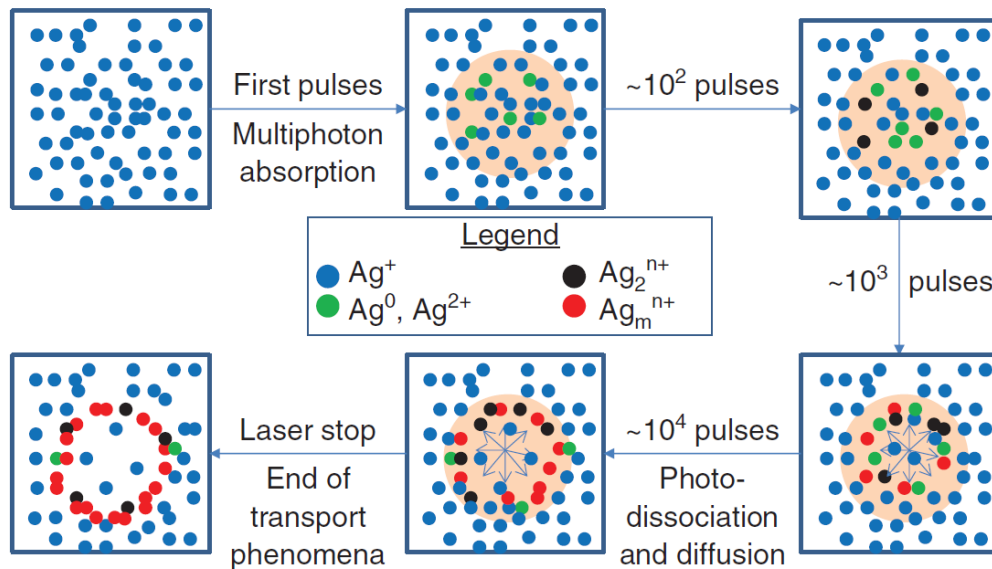 First pulses
Multiphoton
absorption
~10² pulses
Legend
Ag⁺
Ag₂ⁿ⁺
Ag⁰, Ag²⁺
Agₘⁿ⁺
~10³ pulses
Laser stop
End of
transport
phenomena
~10⁴ pulses
Photo-
dissociation
and diffusion